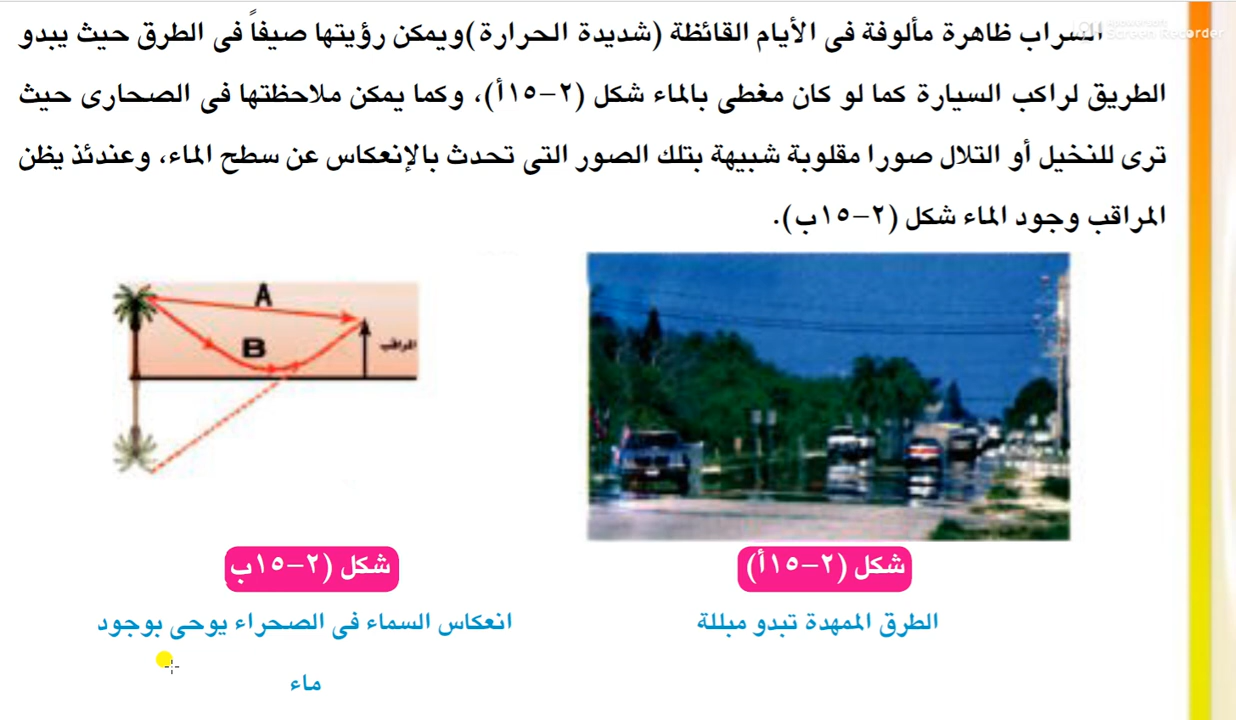 السراب ظاهرة مألوفة فى الأيام القائظة (شديدة الحرارة)ويمكن رؤيتها صيفاً فى الطرق حيث يبدو
Screen Recorder
الطريق لراكب السيارة كما لو كان مغطى بالماء شكل (٢-١٥أ)، وكما يمكن ملاحظتها فى الصحارى حيث
ترى للنخيل أو التلال صورا مقلوبة شبيهة بتلك الصور التى تحدث بالإنعكاس عن سطح الماء، وعندئذ يظن
المراقب وجود الماء شكل (٢-١٥ب).
A
B
المراقب
شكل (٢-١٥أ)
الطرق الممهدة تبدو مبللة
شكل (٢-١٥ب
انعكاس السماء فى الصحراء يوحى بوجود
ماء